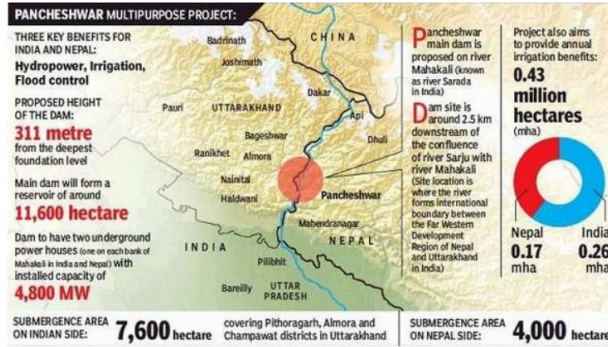 PANCHESHWAR MULTIPURPOSE PROJECT:
THREE KEY BENEFITS FOR
INDIA AND NEPAL:
Hydropower, Irrigation,
Flood control
PROPOSED HEIGHT
OF THE DAM:
311 metre
from the deepest
foundation level
Main dam will form a
reservoir of around
11,600 hectare
Dam to have two underground
power houses (one on each bank of
Mahakali in India and Nepal) with
installed capacity of
4,800 MW
CHINA
Badrinath
Joshimath
Dakar
Pauri
UTTARAKHAND
Api
Bageshwar
Dhuli
Ranikhet
Almora
Nainital
Pancheshwar
Haldwani
Mahendranagar
INDIA
NEPAL
Pilibhit
Bareilly
UTTAR
PRADESH
Pancheshwar
main dam is
proposed on river
Mahakali (known
as river Sarada
in India)
Dam site is
around 2.5 km
downstream of
the confluence
of river Sarju with
river Mahakali
(Site location is
where the river
forms international
boundary between
the Far Western
Development
Region of Nepal
and Uttarakhand
in India)
Project also aims
to provide annual
irrigation benefits:
0.43
million
hectares
(mha)
Nepal
0.17
mha
India
0.26
mha
SUBMERGENCE AREA
ON INDIAN SIDE:
7,600 hectare
covering Pithoragarh, Almora and
Champawat districts in Uttarakhand
SUBMERGENCE AREA
ON NEPAL SIDE:
4,000 hectare